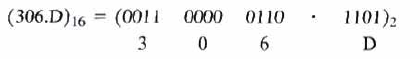 (306.D)16 = (0011 0000 0110 · 1101)2
3 0 6 D